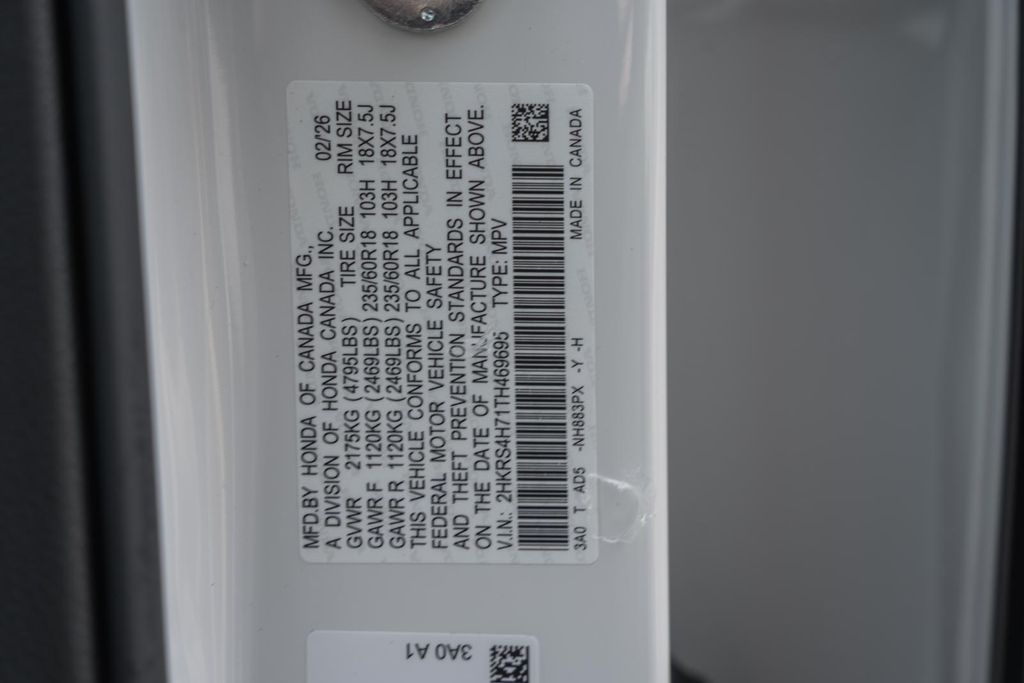 MFD.BY HONDA OF CANADA MFG.,
A DIVISION OF HONDA CANADA INC. 02/'26
GVWR 2175KG (4795LBS) TIRE SIZE RIM SIZE
GAWR F 1120KG (2469LBS) 235/60R18 103H 18X7.5J
GAWR R 1120KG (2469LBS) 235/60R18 103H 18X7.5J
THIS VEHICLE CONFORMS TO ALL APPLICABLE
FEDERAL MOTOR VEHICLE SAFETY
AND THEFT PREVENTION STANDARDS IN EFFECT
ON THE DATE OF MANUFACTURE SHOWN ABOVE.
V.I.N.: 2HKRS4H71TH469695 TYPE: MPV
3A0 T AD5 -NH883PX -Y -H MADE IN CANADA
3A0 A1